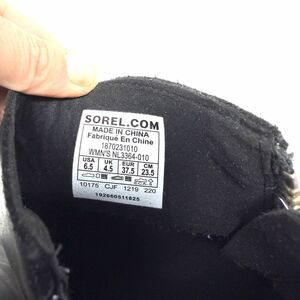 SOREL.COM
MADE IN CHINA
Fabriqué En Chine
1870231010
WMN'S NL3364-010
USA UK EUR CM
6.5 4.5 37.5 23.5
10175 CJF 1219 220
192660511625